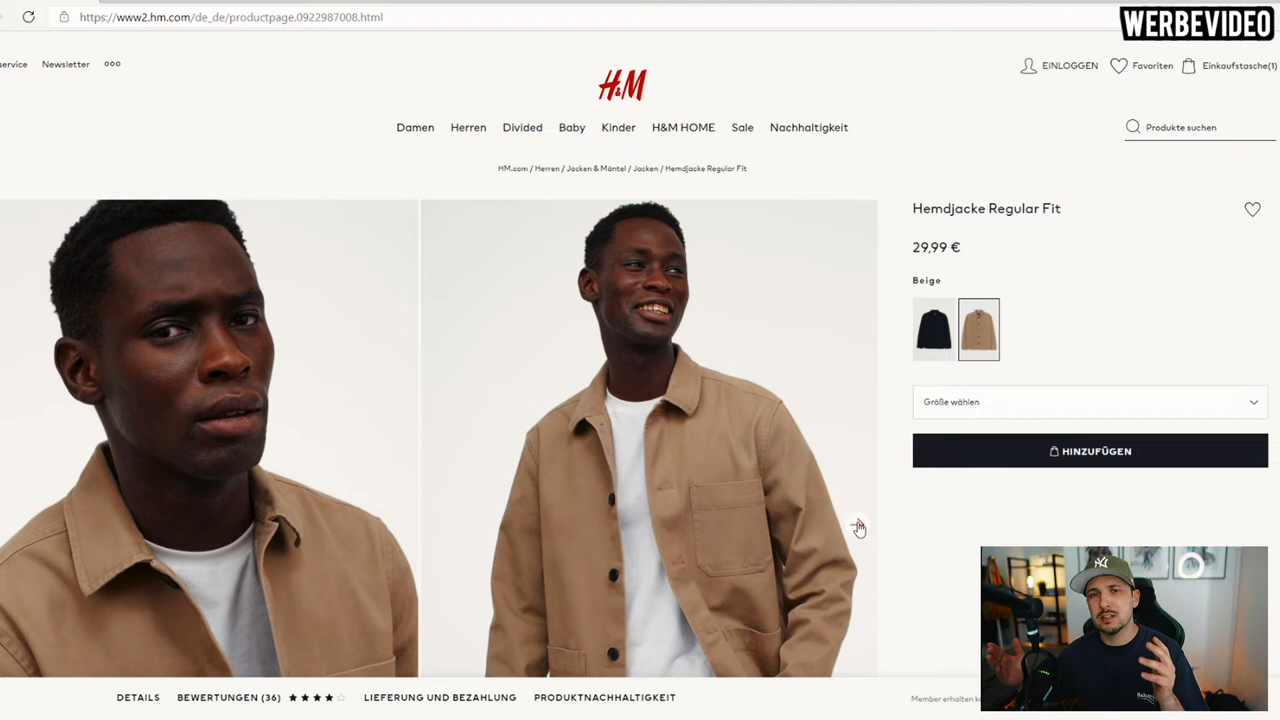 https://www2.hm.com/de_de/productpage.0922987008.html
WERBEVIDEO
service Newsletter
EINLOGGEN Favoriten Einkaufstasche(1)
H&M
Damen Herren Divided Baby Kinder H&M HOME Sale Nachhaltigkeit
Produkte suchen
HM.com / Herren / Jacken & Mäntel / Jacken / Hemdjacke Regular Fit
Hemdjacke Regular Fit
29,99 €
Beige
Größe wählen
HINZUFÜGEN
DETAILS BEWERTUNGEN (36) LIEFERUNG UND BEZAHLUNG PRODUKTNACHHALTIGKEIT
Member erhalten